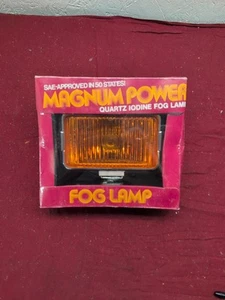 SAE-APPROVED IN 50 STATES!
MAGNUM POWER
QUARTZ IODINE FOG LAMP
FOG LAMP